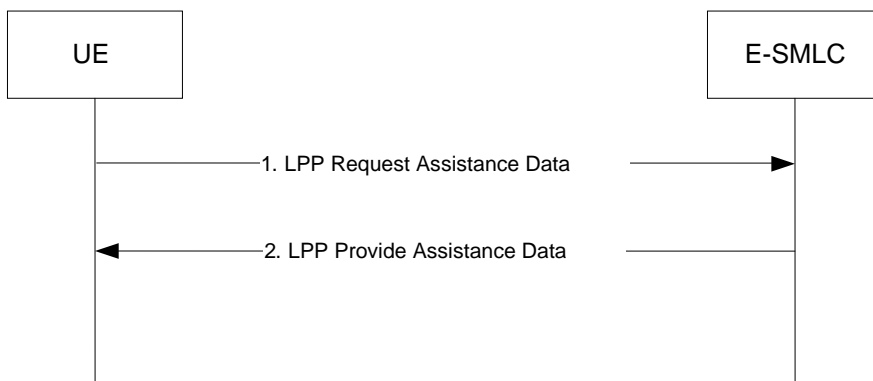 UE
E-SMLC
1. LPP Request Assistance Data
2. LPP Provide Assistance Data